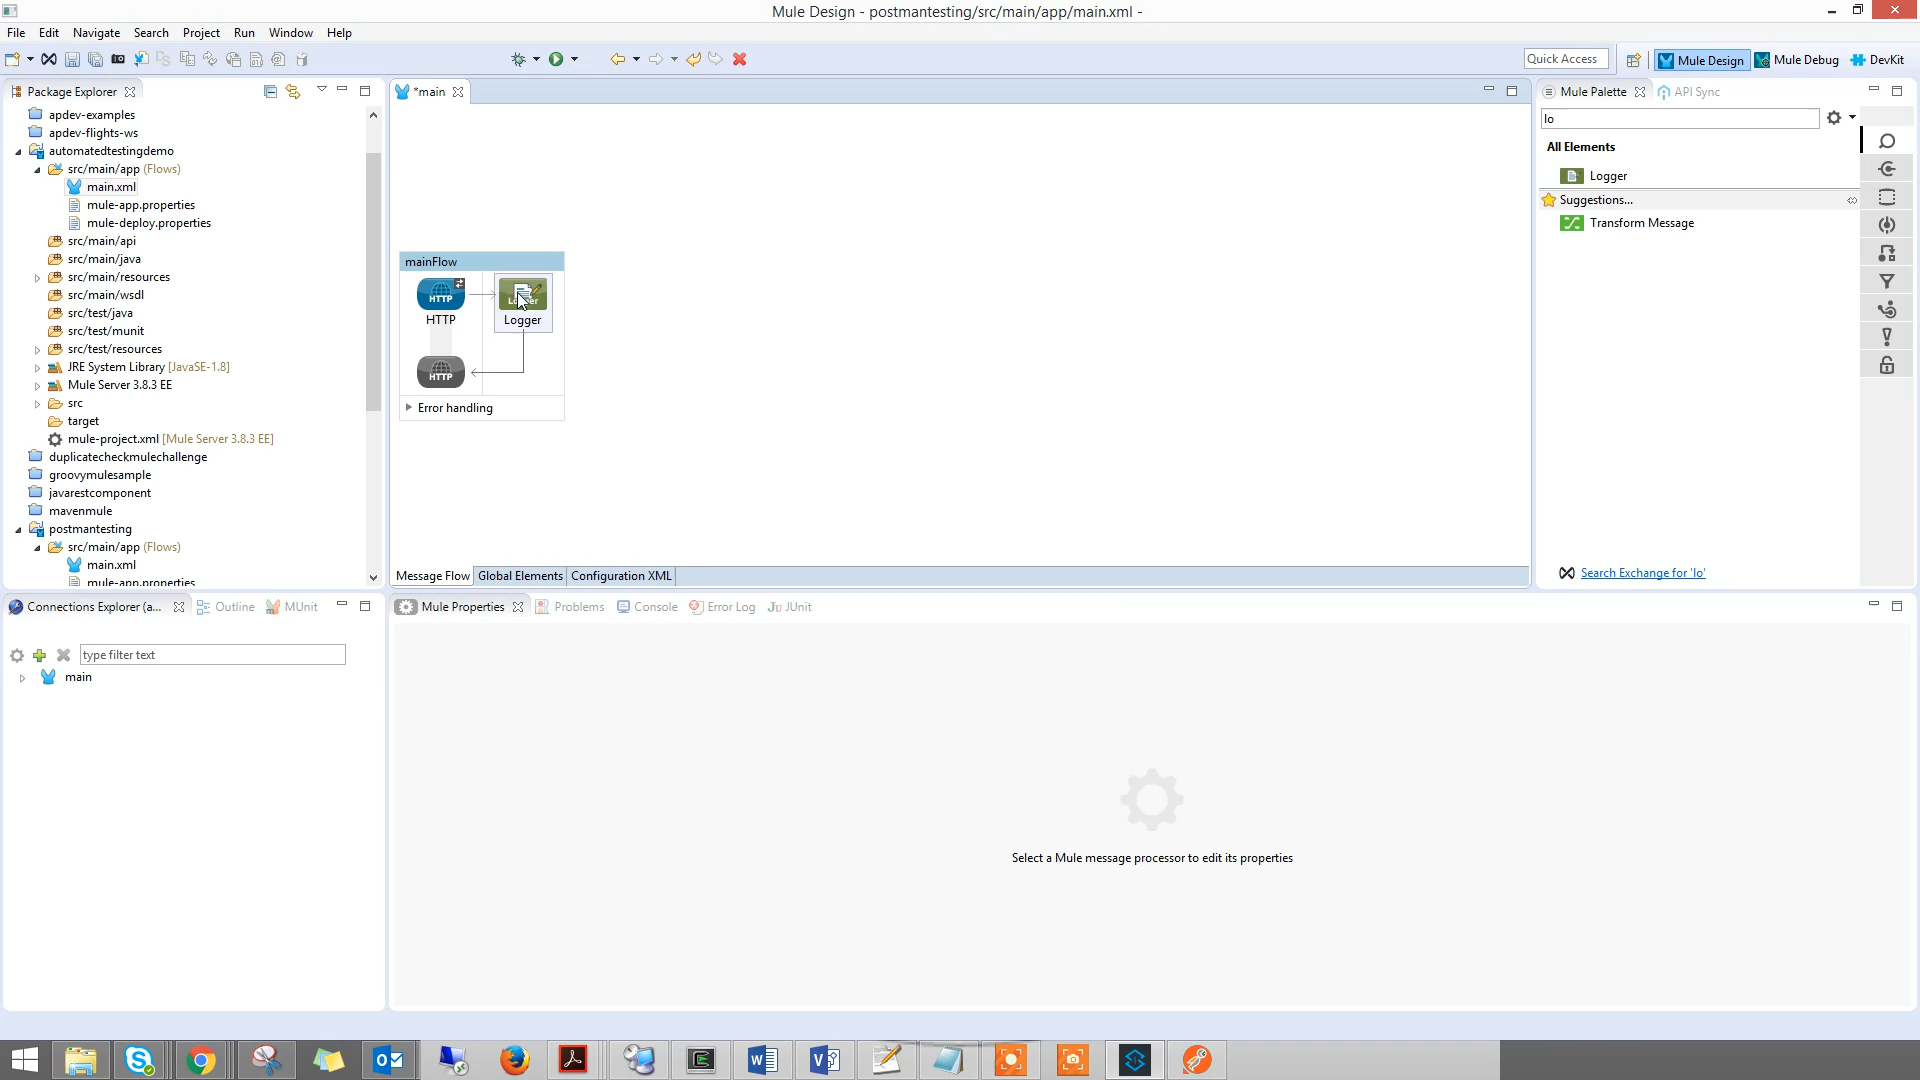 Mule Design - postmantesting/src/main/app/main.xml -
File Edit Navigate Search Project Run Window Help
Quick Access
Mule Design
Mule Debug
DevKit
Package Explorer
apdev-examples
apdev-flights-ws
automatedtestingdemo
src/main/app (Flows)
main.xml
mule-app.properties
mule-deploy.properties
src/main/api
src/main/java
src/main/resources
src/main/wsdl
src/test/java
src/test/munit
src/test/resources
JRE System Library [JavaSE-1.8]
Mule Server 3.8.3 EE
src
target
mule-project.xml [Mule Server 3.8.3 EE]
duplicatecheckmulechallenge
groovymulesample
javarestcomponent
mavenmule
postmantesting
src/main/app (Flows)
main.xml
mule-app.properties
*main
mainFlow
HTTP
HTTP
Logger
HTTP
Error handling
Message Flow Global Elements Configuration XML
Mule Palette
API Sync
lo
All Elements
Logger
Suggestions...
Transform Message
Search Exchange for 'lo'
Connections Explorer (a...
Outline
MUnit
type filter text
main
Mule Properties
Problems
Console
Error Log
JUnit
Select a Mule message processor to edit its properties